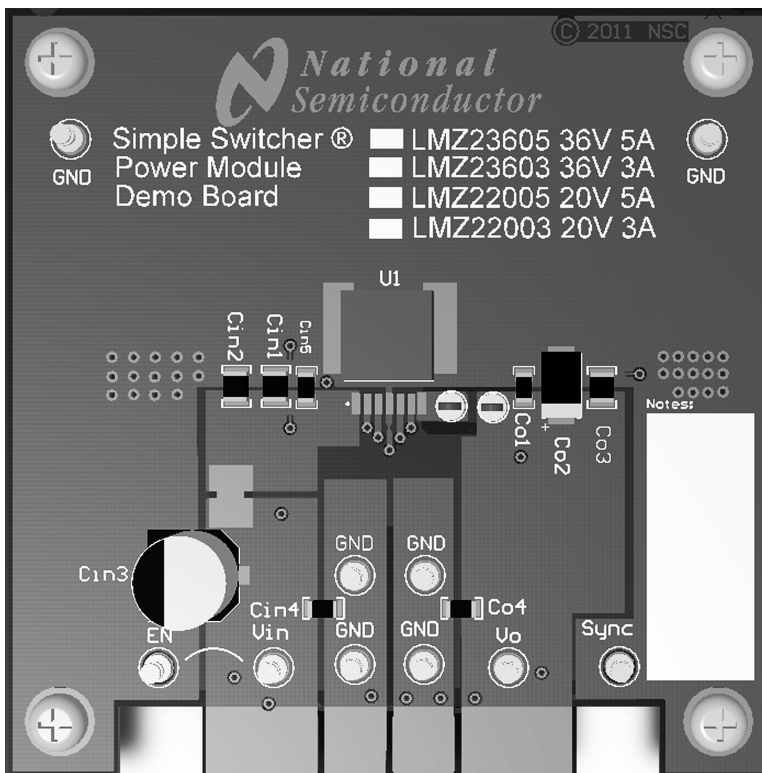 © 2011 NSC
National
Semiconductor
Simple Switcher ®
Power Module
Demo Board
LMZ23605 36V 5A
LMZ23603 36V 3A
LMZ22005 20V 5A
LMZ22003 20V 3A
GND
GND
U1
Cin2
Cin1
Cin5
Co1
+
Co2
Co3
Notes:
GND
GND
Cin3
Cin4
Co4
EN
Vin
GND
GND
Vo
Sync